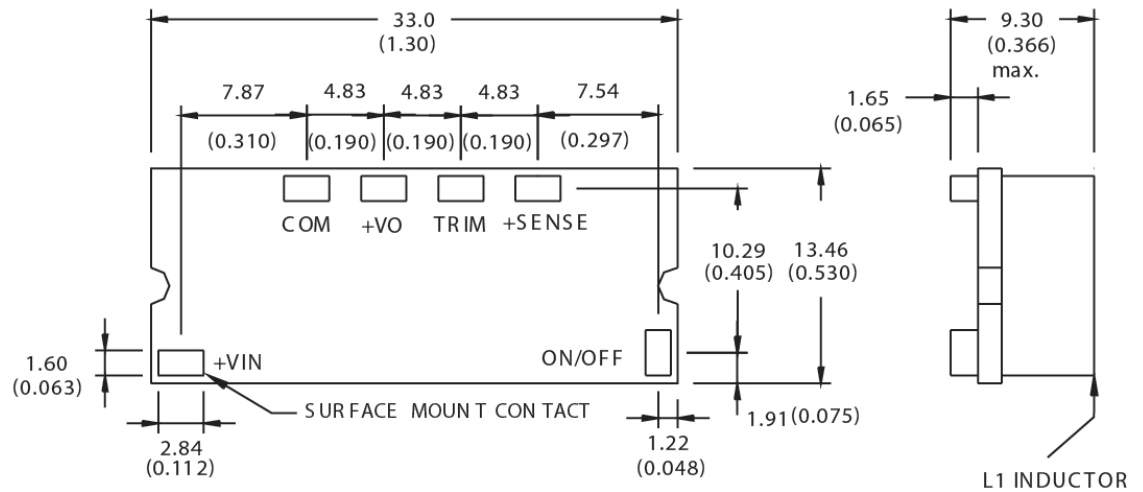 33.0
(1.30)
9.30
(0.366)
max.
7.87 4.83 4.83 4.83 7.54
(0.310) (0.190) (0.190) (0.190) (0.297)
1.65
(0.065)
COM +VO TRIM +SENSE
10.29
(0.405)
13.46
(0.530)
1.60
(0.063)
+VIN
ON/OFF
SURFACE MOUNT CONTACT
1.91 (0.075)
2.84
(0.112)
1.22
(0.048)
L1 INDUCTOR